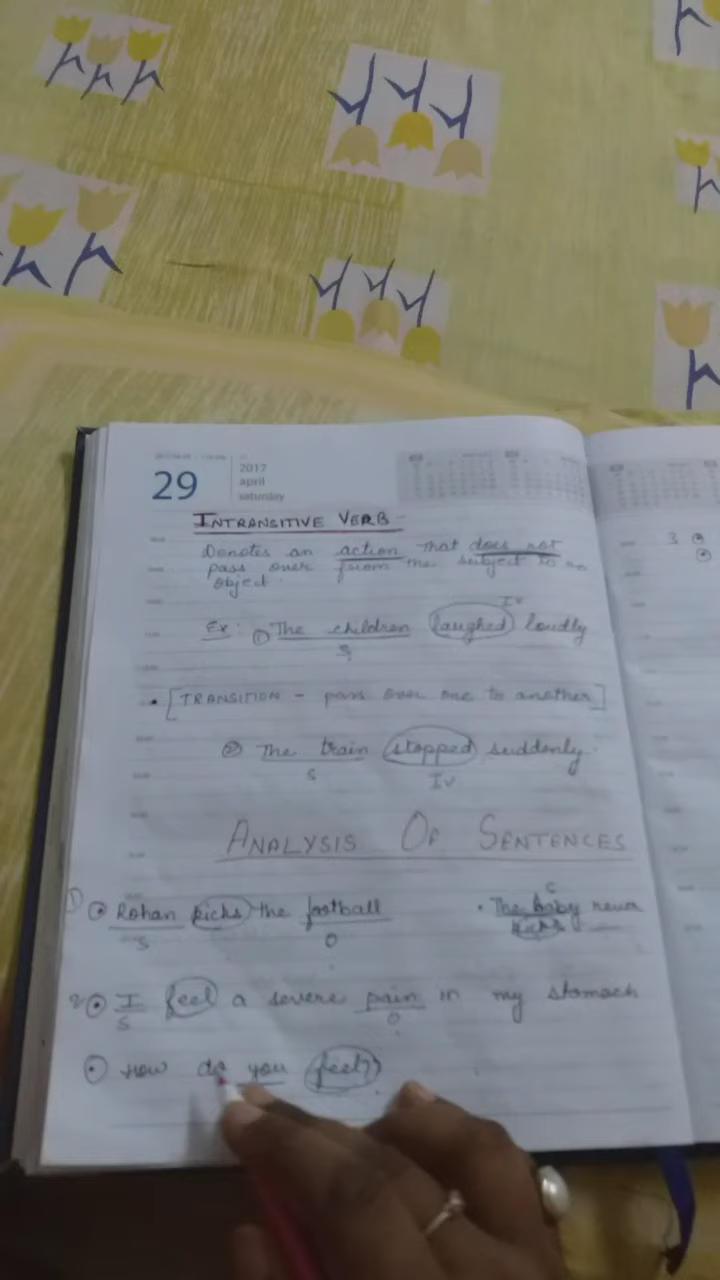 29
2017
april
saturday
INTRANSITIVE VERB -
Denotes an action that does not
pass over from the subject to an
object.
IV
Ex: ① The children laughed loudly
S
• [TRANSITION - pass over one to another]
② The train stopped suddenly.
S IV
ANALYSIS OF SENTENCES
1) Rohan kicks the football
S O
• The baby never
kicks
2) I feel a severe pain in my stomach
S O
How do you feel?
3